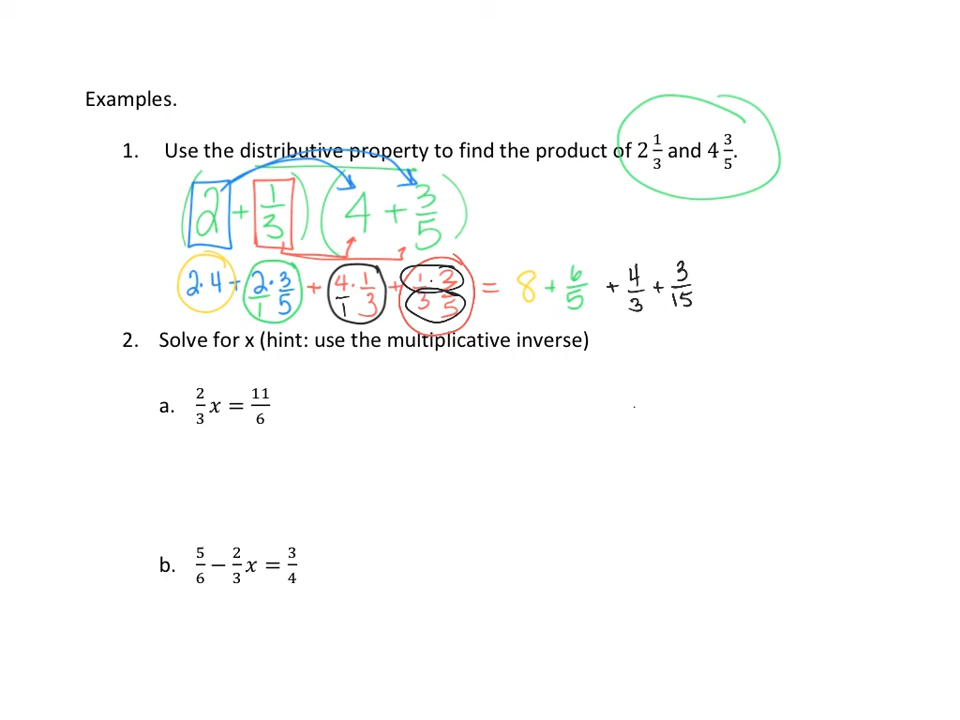 Examples.
1. Use the distributive property to find the product of 2 1/3 and 4 3/5.
(2 + 1/3) (4 + 3/5)
2·4 + 2/1 · 3/5 + 4/1 · 1/3 + 1/3 · 3/5 = 8 + 6/5 + 4/3 + 3/15
2. Solve for x (hint: use the multiplicative inverse)
a. 2/3 x = 11/6
b. 5/6 − 2/3 x = 3/4